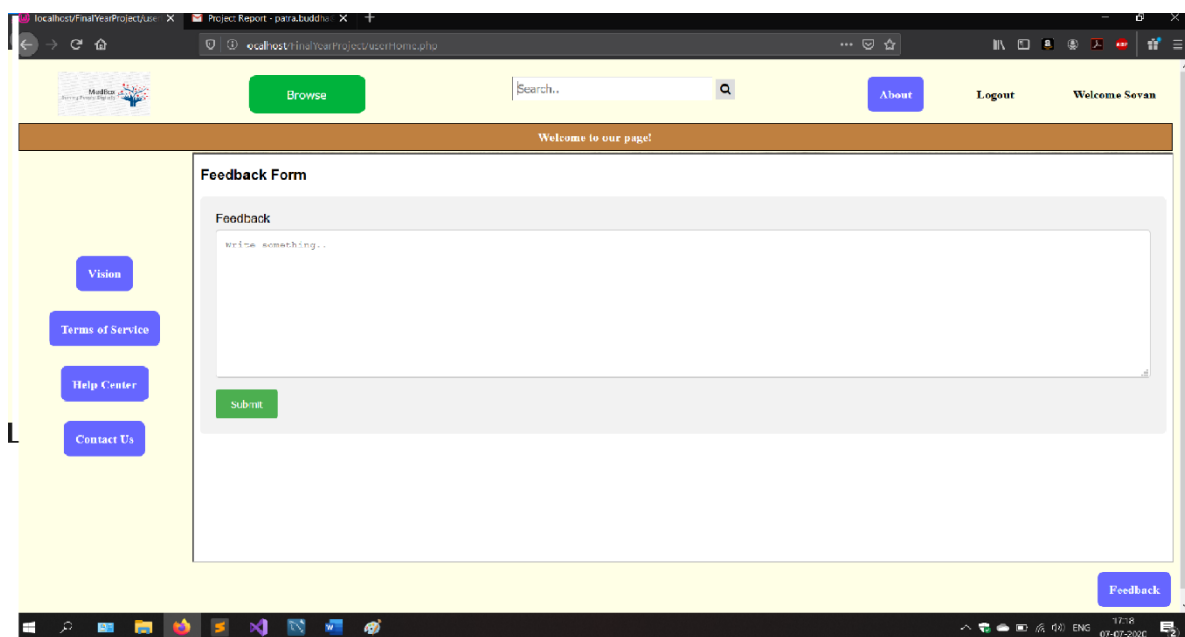 localhost/FinalYearProject/user
Project Report - patra.buddha
localhost/FinalYearProject/userHome.php
Browse
Search..
About
Logout
Welcome Sovan
Welcome to our page!
Feedback Form
Feedback
Write something..
Vision
Terms of Service
Help Center
Contact Us
Submit
Feedback
ENG
17:18
07-07-2020